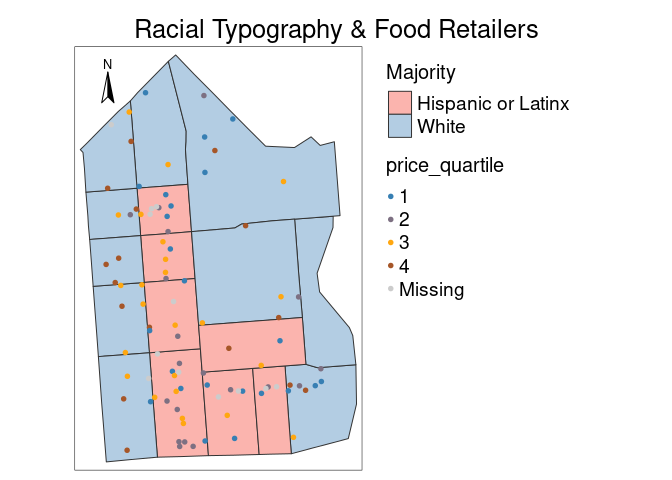 Racial Typography & Food Retailers
N
Majority
Hispanic or Latinx
White
price_quartile
1
2
3
4
Missing